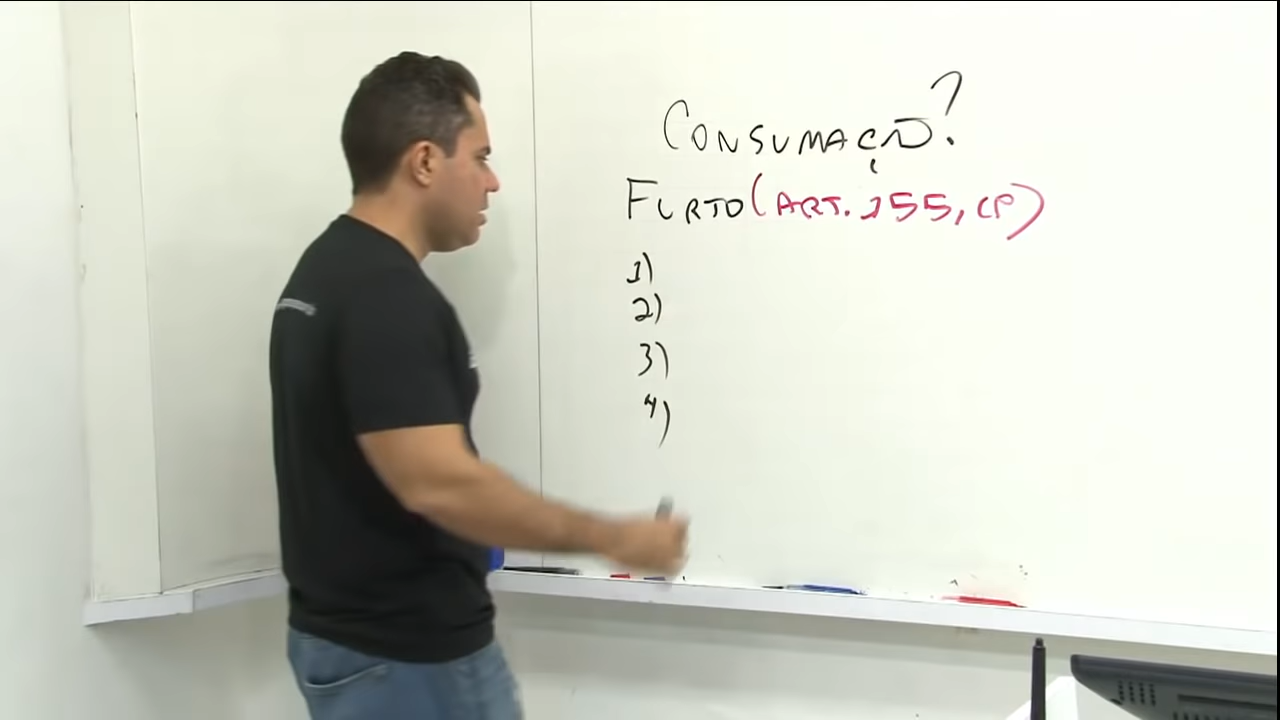 CONSUMAÇÃO?
FURTO (ART. 155, CP)
1)
2)
3)
4)